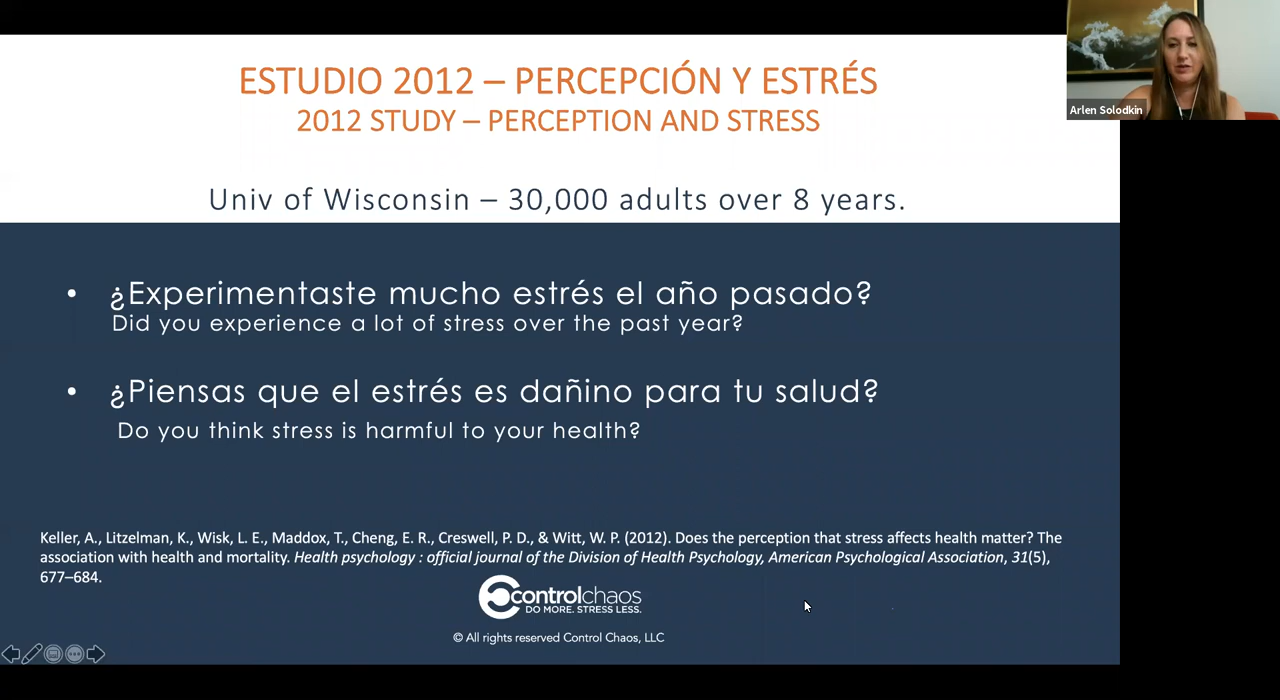 ESTUDIO 2012 – PERCEPCIÓN Y ESTRÉS
2012 STUDY – PERCEPTION AND STRESS
Arlen Solodkin
Univ of Wisconsin – 30,000 adults over 8 years.
• ¿Experimentaste mucho estrés el año pasado?
Did you experience a lot of stress over the past year?
• ¿Piensas que el estrés es dañino para tu salud?
Do you think stress is harmful to your health?
Keller, A., Litzelman, K., Wisk, L. E., Maddox, T., Cheng, E. R., Creswell, P. D., & Witt, W. P. (2012). Does the perception that stress affects health matter? The
association with health and mortality. Health psychology : official journal of the Division of Health Psychology, American Psychological Association, 31(5),
677–684.
controlchaos
DO MORE. STRESS LESS.
© All rights reserved Control Chaos, LLC